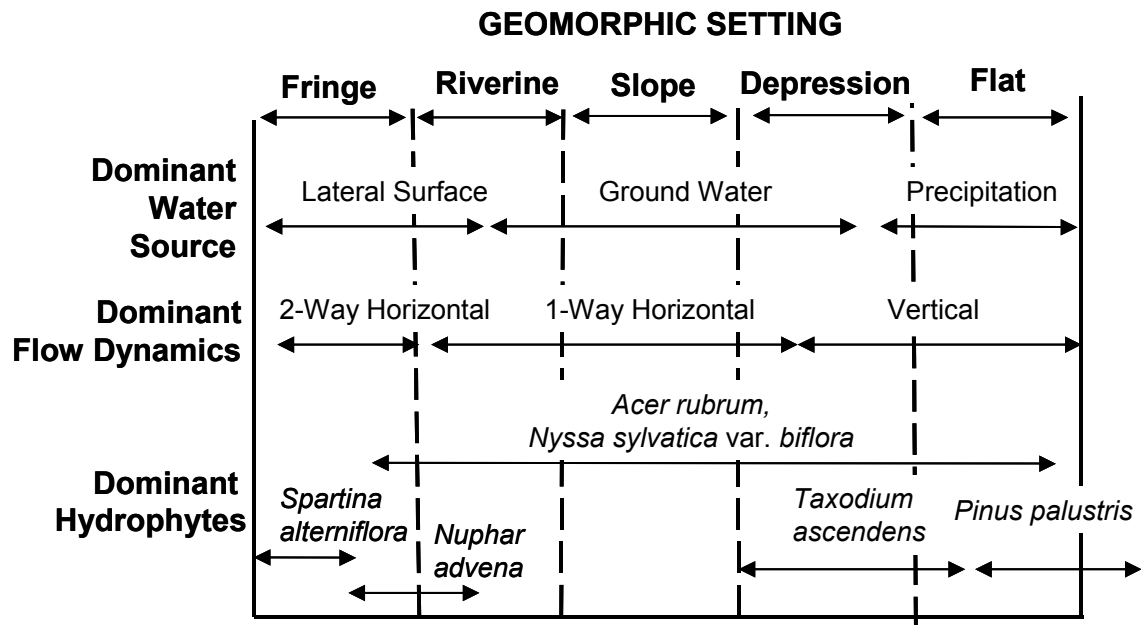 GEOMORPHIC SETTING
Fringe Riverine Slope Depression Flat
Dominant
Water
Source
Lateral Surface Ground Water Precipitation
Dominant
Flow Dynamics
2-Way Horizontal 1-Way Horizontal Vertical
Dominant
Hydrophytes
Acer rubrum,
Nyssa sylvatica var. biflora
Spartina
alterniflora
Nuphar
advena
Taxodium
ascendens
Pinus palustris